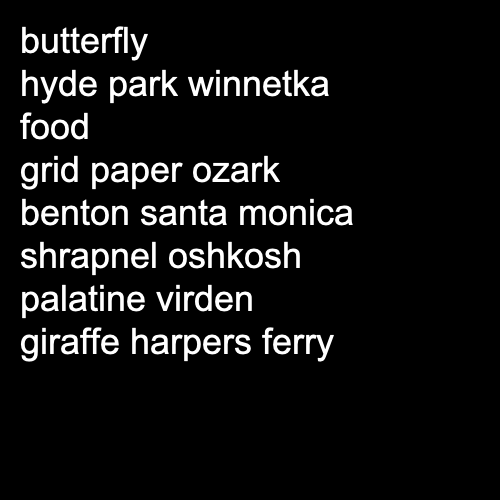 butterfly
hyde park winnetka
food
grid paper ozark
benton santa monica
shrapnel oshkosh
palatine virden
giraffe harpers ferry